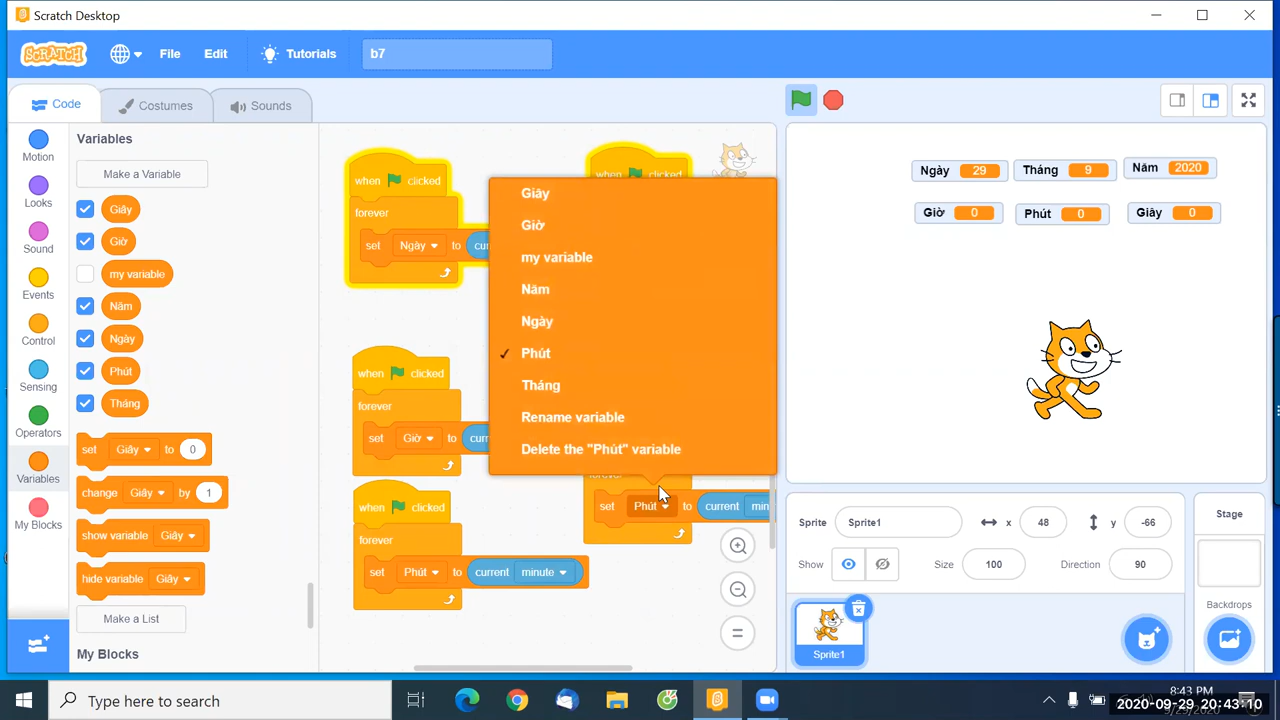 Scratch Desktop
SCRATCH
File
Edit
Tutorials
b7
Code
Costumes
Sounds
Motion
Looks
Sound
Events
Control
Sensing
Operators
Variables
My Blocks
Variables
Make a Variable
Giây
Giờ
my variable
Năm
Ngày
Phút
Tháng
set Giây to 0
change Giây by 1
show variable Giây
hide variable Giây
Make a List
My Blocks
when clicked
forever
set Ngày to
when clicked
forever
set Giờ to
when clicked
forever
set Phút to current minute
when clicked
set Phút to current
Giây
Giờ
my variable
Năm
Ngày
✓ Phút
Tháng
Rename variable
Delete the "Phút" variable
Ngày 29
Tháng 9
Năm 2020
Giờ 0
Phút 0
Giây 0
Sprite Sprite1 x 48 y -66
Show Size 100 Direction 90
Sprite1
Stage
Backdrops
Type here to search
8:43 PM
2020-09-29 20:43:10